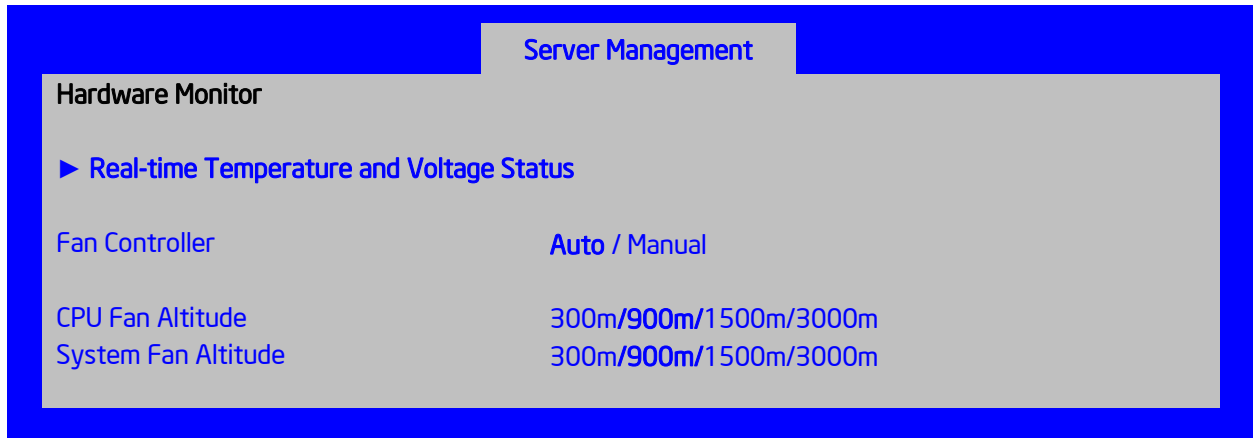 Server Management
Hardware Monitor
► Real-time Temperature and Voltage Status
Fan Controller Auto / Manual
CPU Fan Altitude 300m/900m/1500m/3000m
System Fan Altitude 300m/900m/1500m/3000m